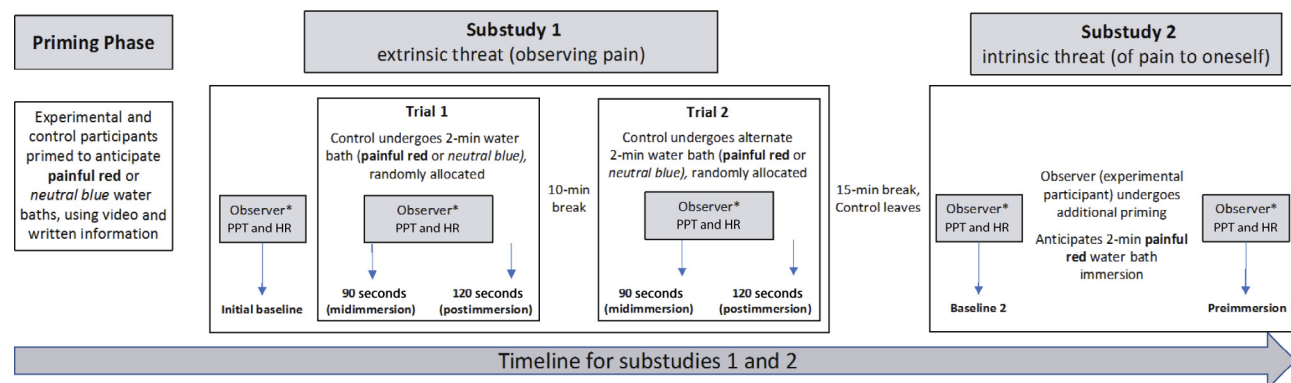 Priming Phase
Substudy 1
extrinsic threat (observing pain)
Substudy 2
intrinsic threat (of pain to oneself)
Experimental and
control participants
primed to anticipate
painful red or
neutral blue water
baths, using video and
written information
Observer*
PPT and HR
Initial baseline
Trial 1
Control undergoes 2-min water
bath (painful red or neutral blue),
randomly allocated
Observer*
PPT and HR
90 seconds
(midimmersion)
120 seconds
(postimmersion)
10-min
break
Trial 2
Control undergoes alternate
2-min water bath (painful red or
neutral blue), randomly allocated
Observer*
PPT and HR
90 seconds
(midimmersion)
120 seconds
(postimmersion)
15-min break,
Control leaves
Observer*
PPT and HR
Baseline 2
Observer (experimental
participant) undergoes
additional priming
Anticipates 2-min painful
red water bath
immersion
Observer*
PPT and HR
Preimmersion
Timeline for substudies 1 and 2